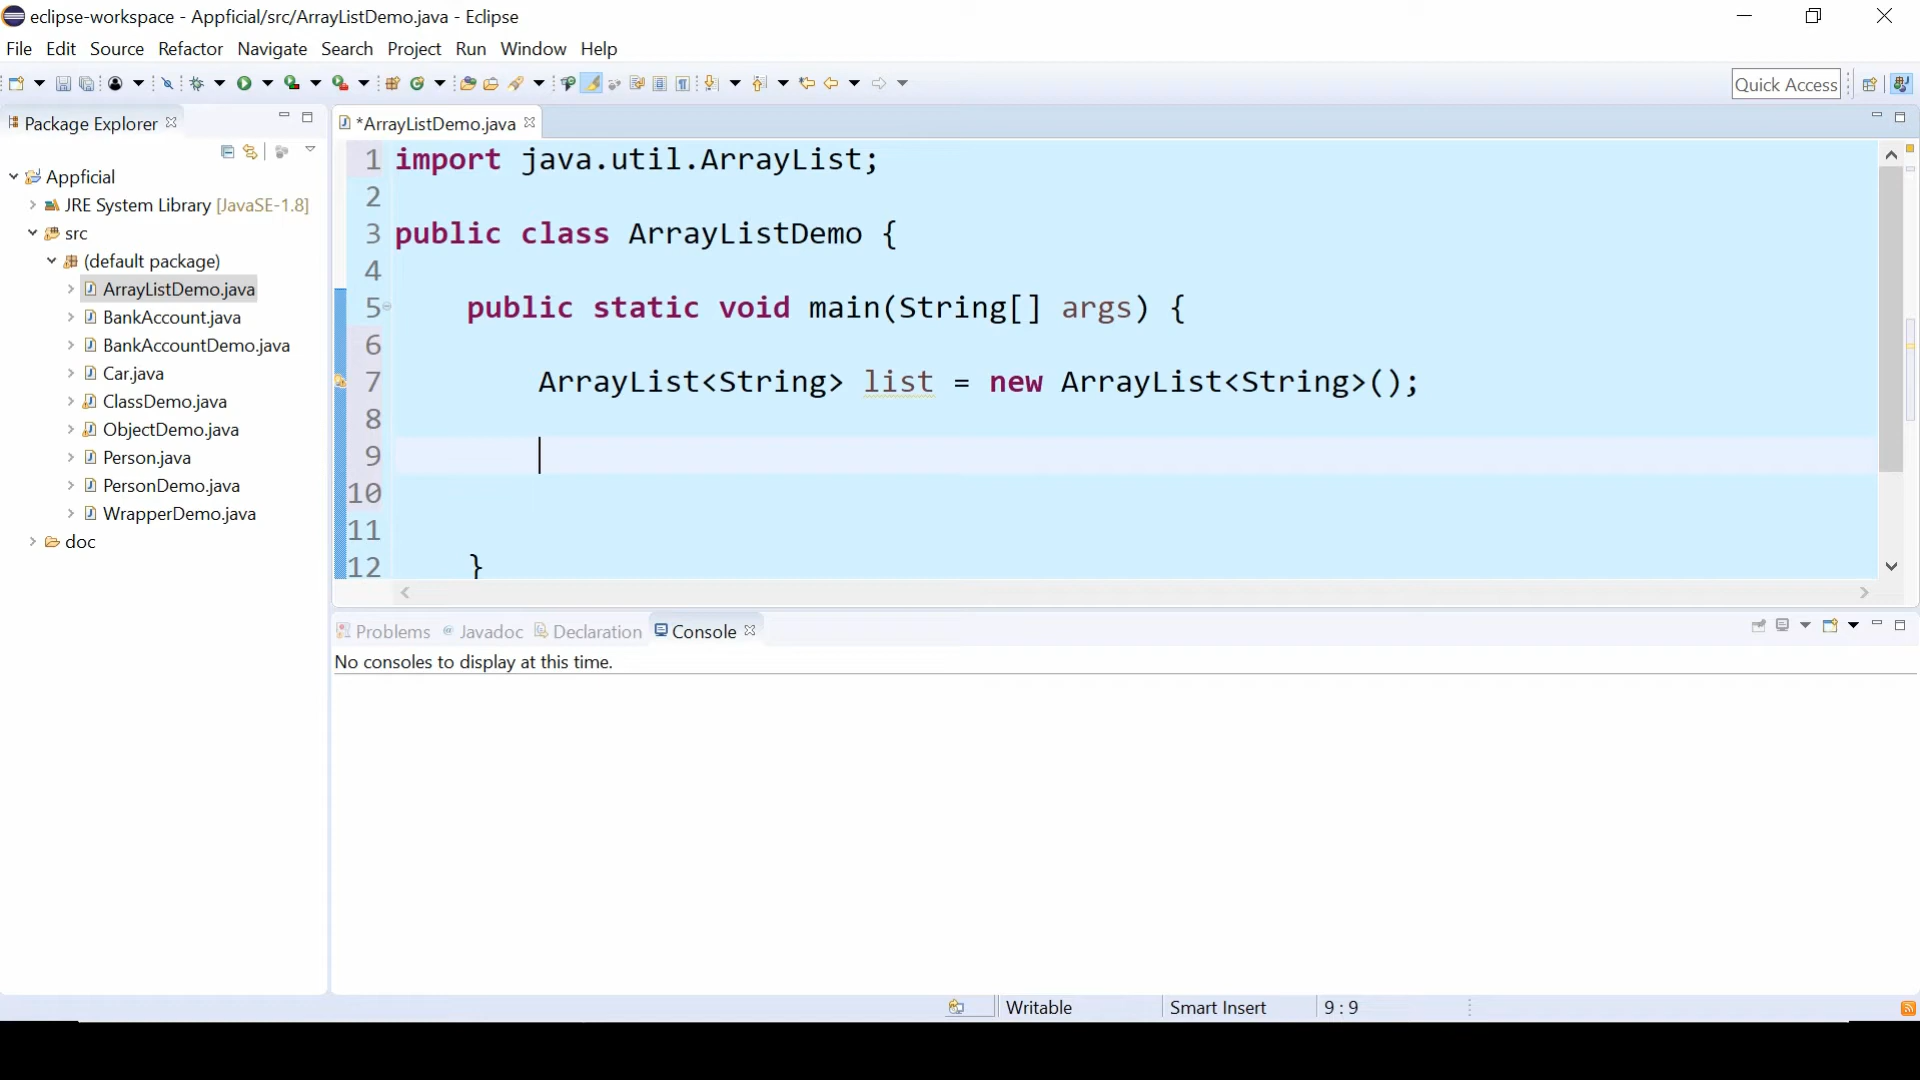 eclipse-workspace - Appficial/src/ArrayListDemo.java - Eclipse
File Edit Source Refactor Navigate Search Project Run Window Help
Quick Access
Package Explorer
*ArrayListDemo.java
Appficial
JRE System Library [JavaSE-1.8]
src
(default package)
ArrayListDemo.java
BankAccount.java
BankAccountDemo.java
Car.java
ClassDemo.java
ObjectDemo.java
Person.java
PersonDemo.java
WrapperDemo.java
doc
1 import java.util.ArrayList;
2
3 public class ArrayListDemo {
4
5 public static void main(String[] args) {
6
7 ArrayList<String> list = new ArrayList<String>();
8
9
10
11
12 }
Problems Javadoc Declaration Console
No consoles to display at this time.
Writable Smart Insert 9 : 9